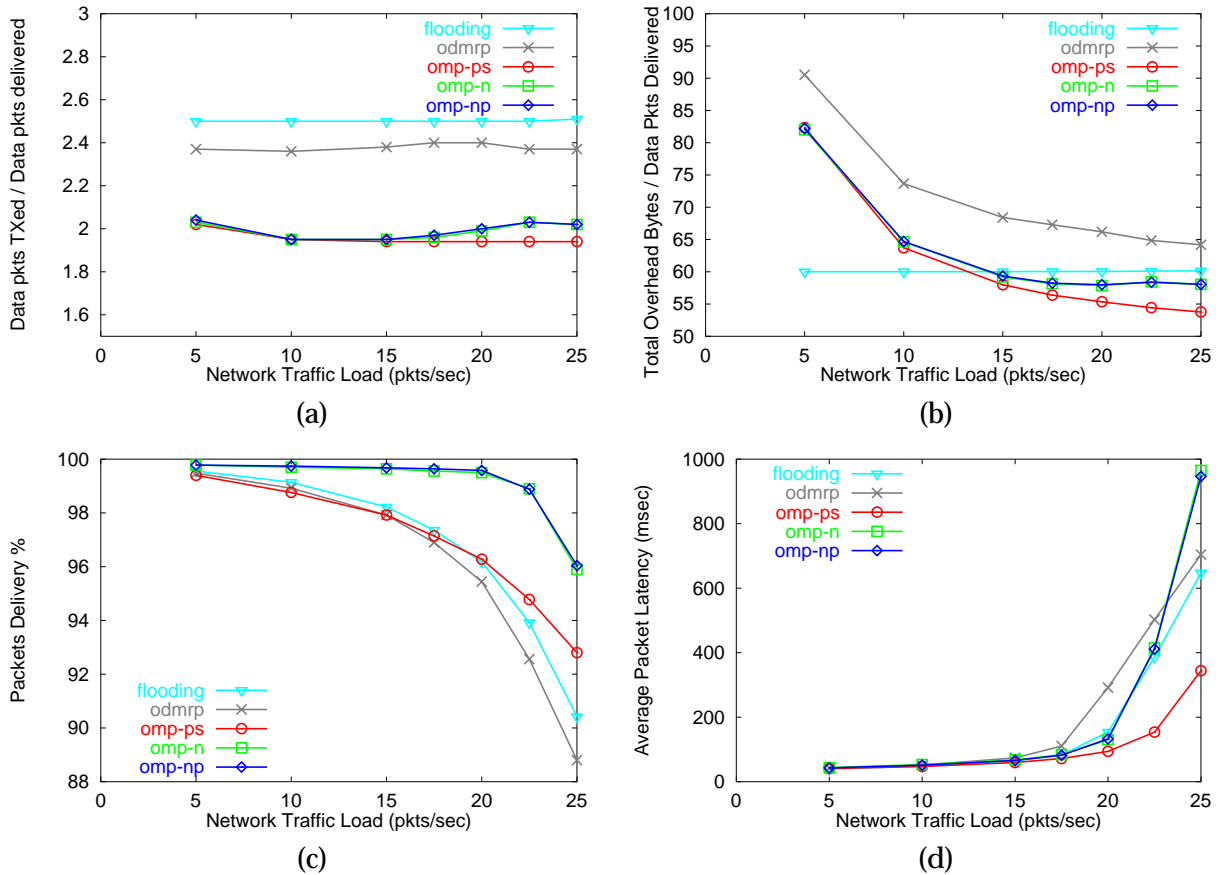 Data pkts TXed / Data pkts delivered
3
2.8
2.6
2.4
2.2
2
1.8
1.6
flooding
odmrp
omp-ps
omp-n
omp-np
0 5 10 15 20 25
Network Traffic Load (pkts/sec)
(a)
Total Overhead Bytes / Data Pkts Delivered
100
95
90
85
80
75
70
65
60
55
50
flooding
odmrp
omp-ps
omp-n
omp-np
0 5 10 15 20 25
Network Traffic Load (pkts/sec)
(b)
Packets Delivery %
100
98
96
94
92
90
88
flooding
odmrp
omp-ps
omp-n
omp-np
0 5 10 15 20 25
Network Traffic Load (pkts/sec)
(c)
Average Packet Latency (msec)
1000
800
600
400
200
0
flooding
odmrp
omp-ps
omp-n
omp-np
0 5 10 15 20 25
Network Traffic Load (pkts/sec)
(d)